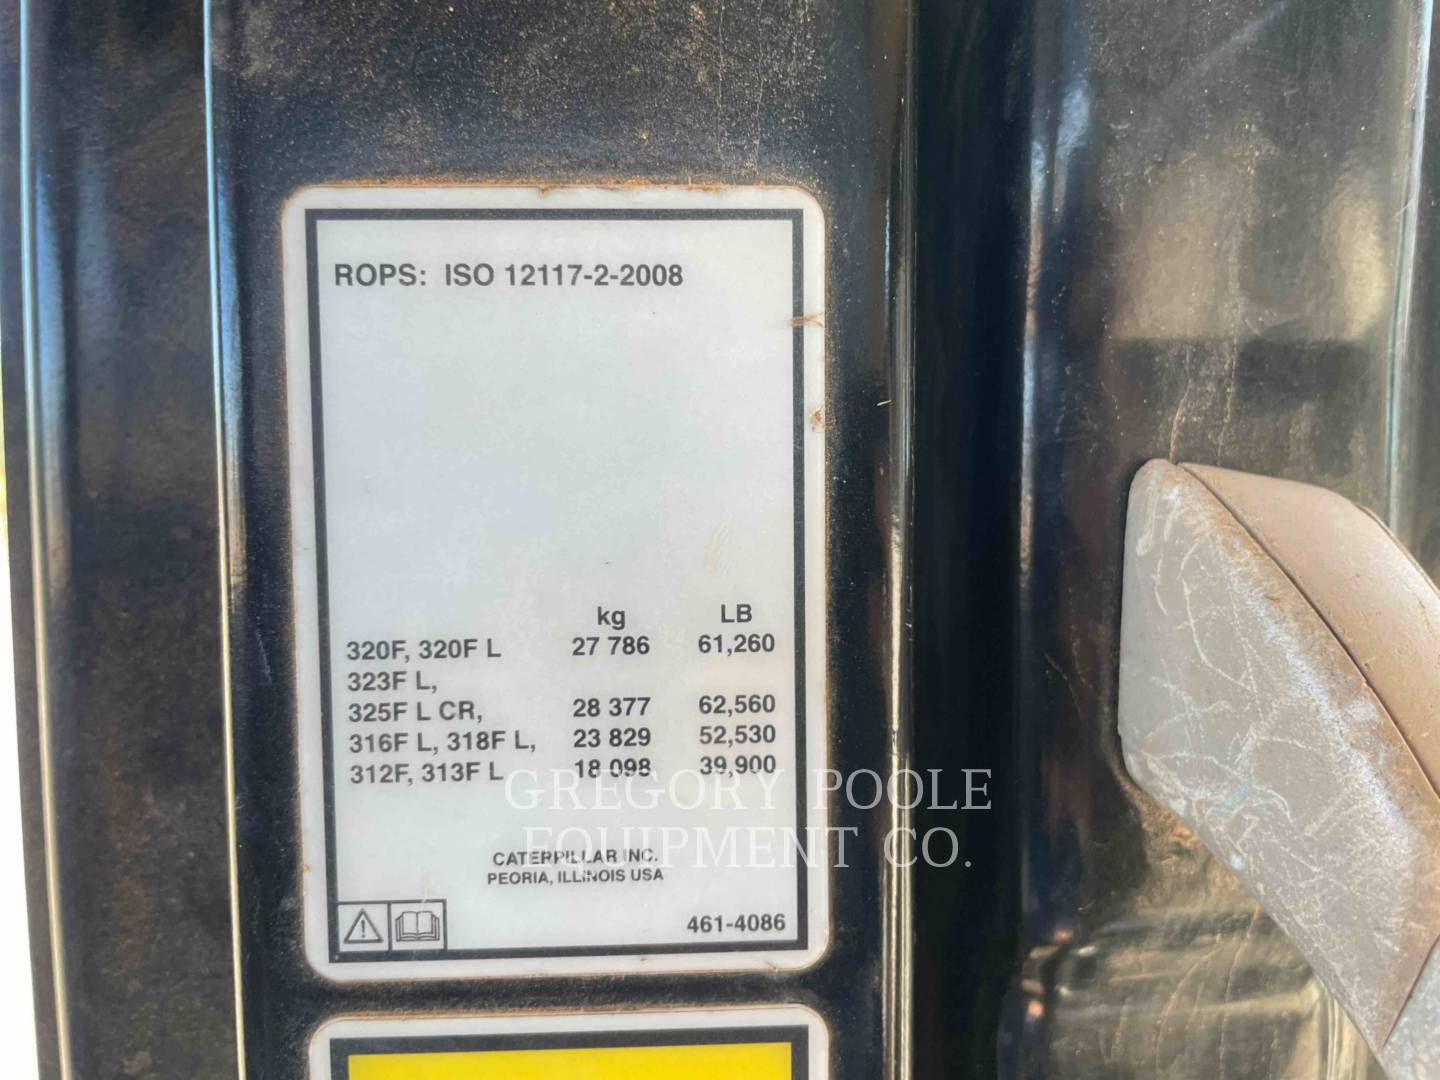 ROPS: ISO 12117-2-2008
kg LB
320F, 320F L 27 786 61,260
323F L,
325F L CR, 28 377 62,560
316F L, 318F L, 23 829 52,530
312F, 313F L 18 098 39,900
GREGORY POOLE
EQUIPMENT CO.
CATERPILLAR INC.
PEORIA, ILLINOIS USA
461-4086